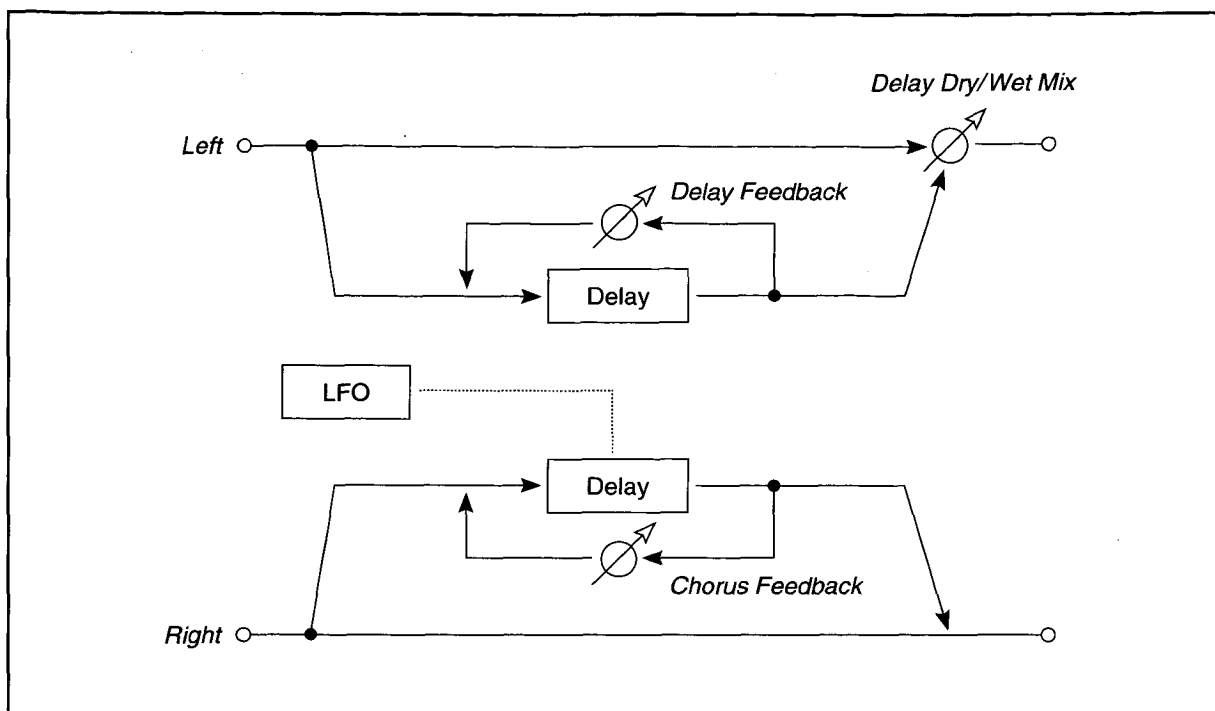 Delay Dry/Wet Mix
Left
Delay Feedback
Delay
LFO
Delay
Chorus Feedback
Right